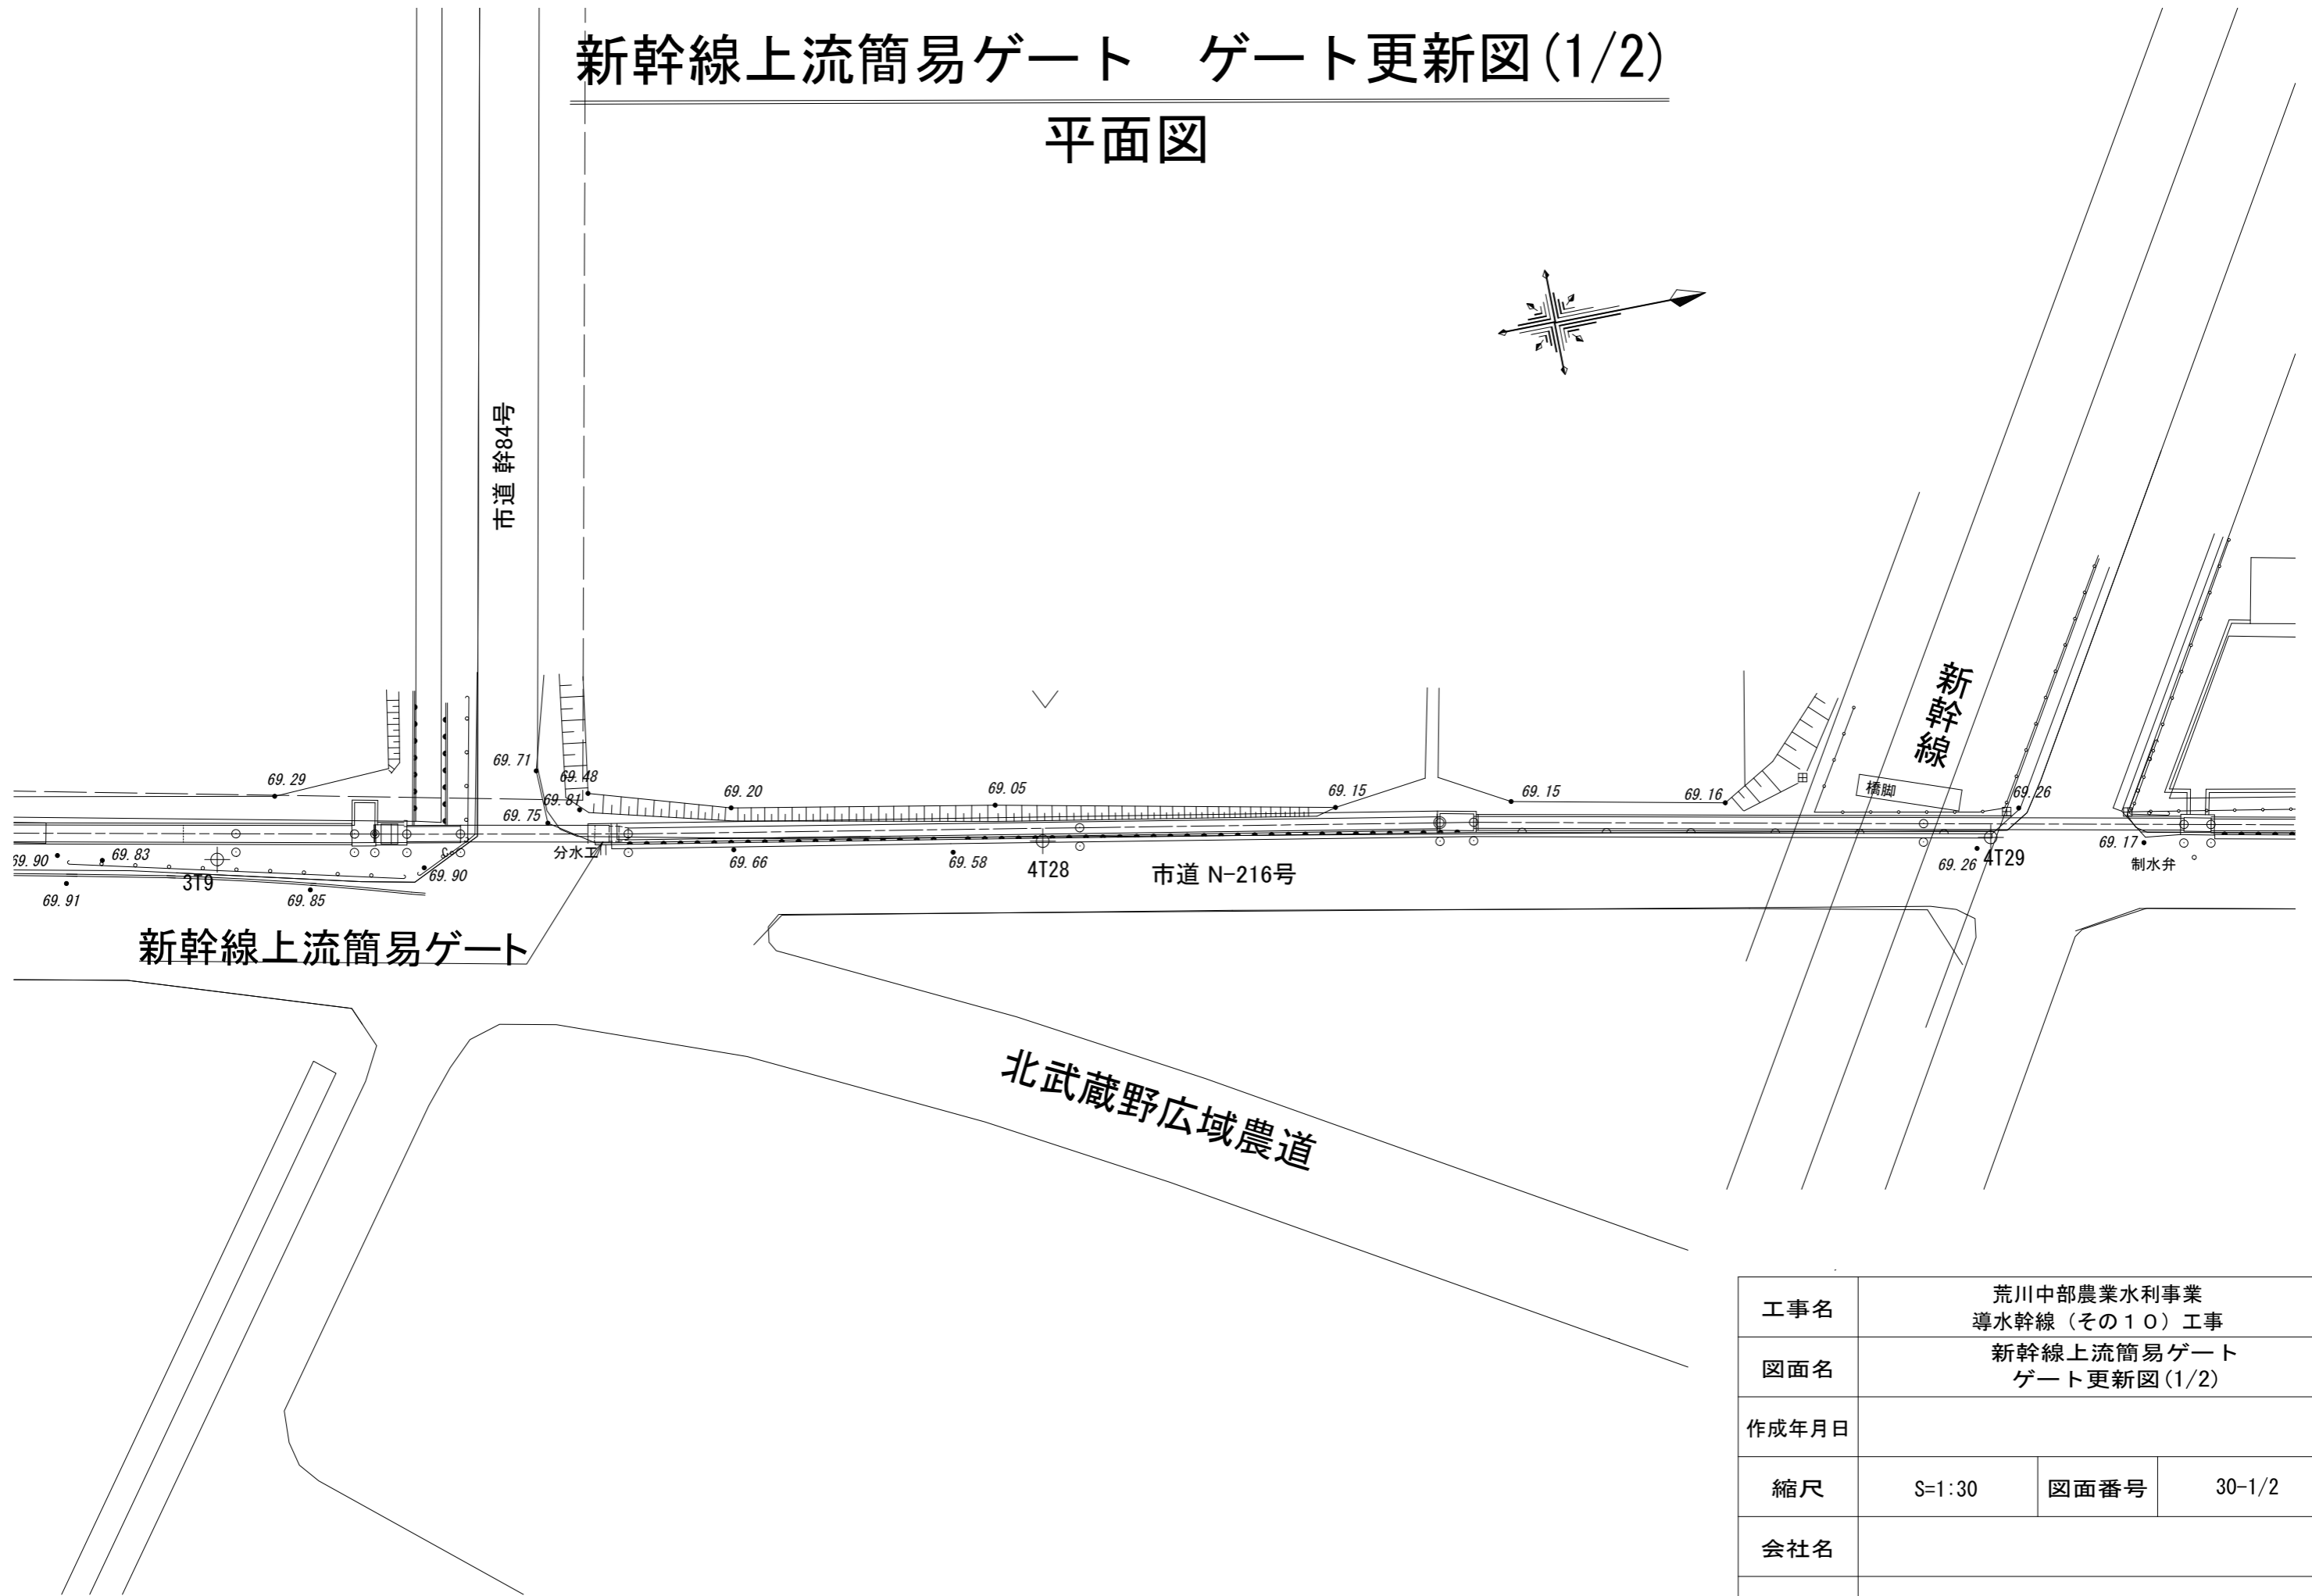 新幹線上流簡易ゲート　ゲート更新図(1/2)
平面図
市道 幹84号
新幹線
69.71
69.29
69.48
69.20
69.05
69.15
69.15
69.16
橋脚
69.26
69.81
69.75
分水工
69.90
69.83
3T9
69.90
69.66
69.58
4T28
市道 N-216号
69.26
4T29
69.17
制水弁
69.91
69.85
新幹線上流簡易ゲート
北武蔵野広域農道
工事名
荒川中部農業水利事業
導水幹線（その１０）工事
図面名
新幹線上流簡易ゲート
ゲート更新図(1/2)
作成年月日
縮尺
S=1:30
図面番号
30-1/2
会社名